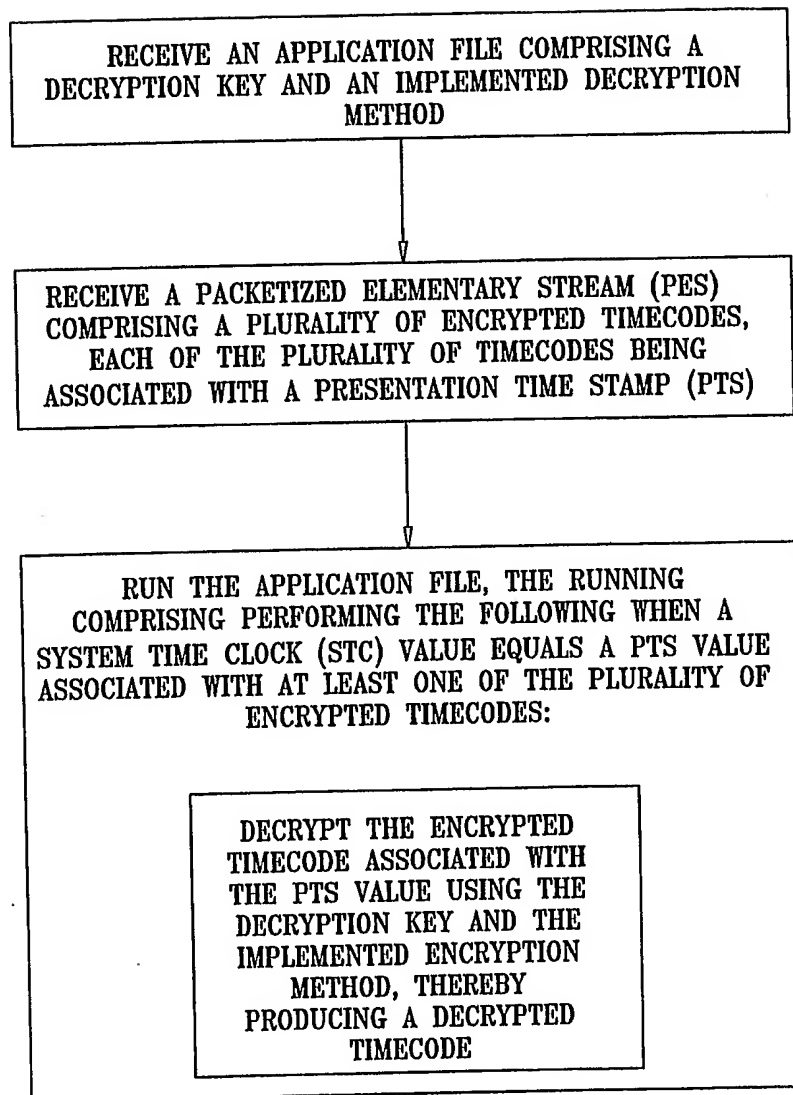 RECEIVE AN APPLICATION FILE COMPRISING A
DECRYPTION KEY AND AN IMPLEMENTED DECRYPTION
METHOD
RECEIVE A PACKETIZED ELEMENTARY STREAM (PES)
COMPRISING A PLURALITY OF ENCRYPTED TIMECODES,
EACH OF THE PLURALITY OF TIMECODES BEING
ASSOCIATED WITH A PRESENTATION TIME STAMP (PTS)
RUN THE APPLICATION FILE, THE RUNNING
COMPRISING PERFORMING THE FOLLOWING WHEN A
SYSTEM TIME CLOCK (STC) VALUE EQUALS A PTS VALUE
ASSOCIATED WITH AT LEAST ONE OF THE PLURALITY OF
ENCRYPTED TIMECODES:
DECRYPT THE ENCRYPTED
TIMECODE ASSOCIATED WITH
THE PTS VALUE USING THE
DECRYPTION KEY AND THE
IMPLEMENTED ENCRYPTION
METHOD, THEREBY
PRODUCING A DECRYPTED
TIMECODE